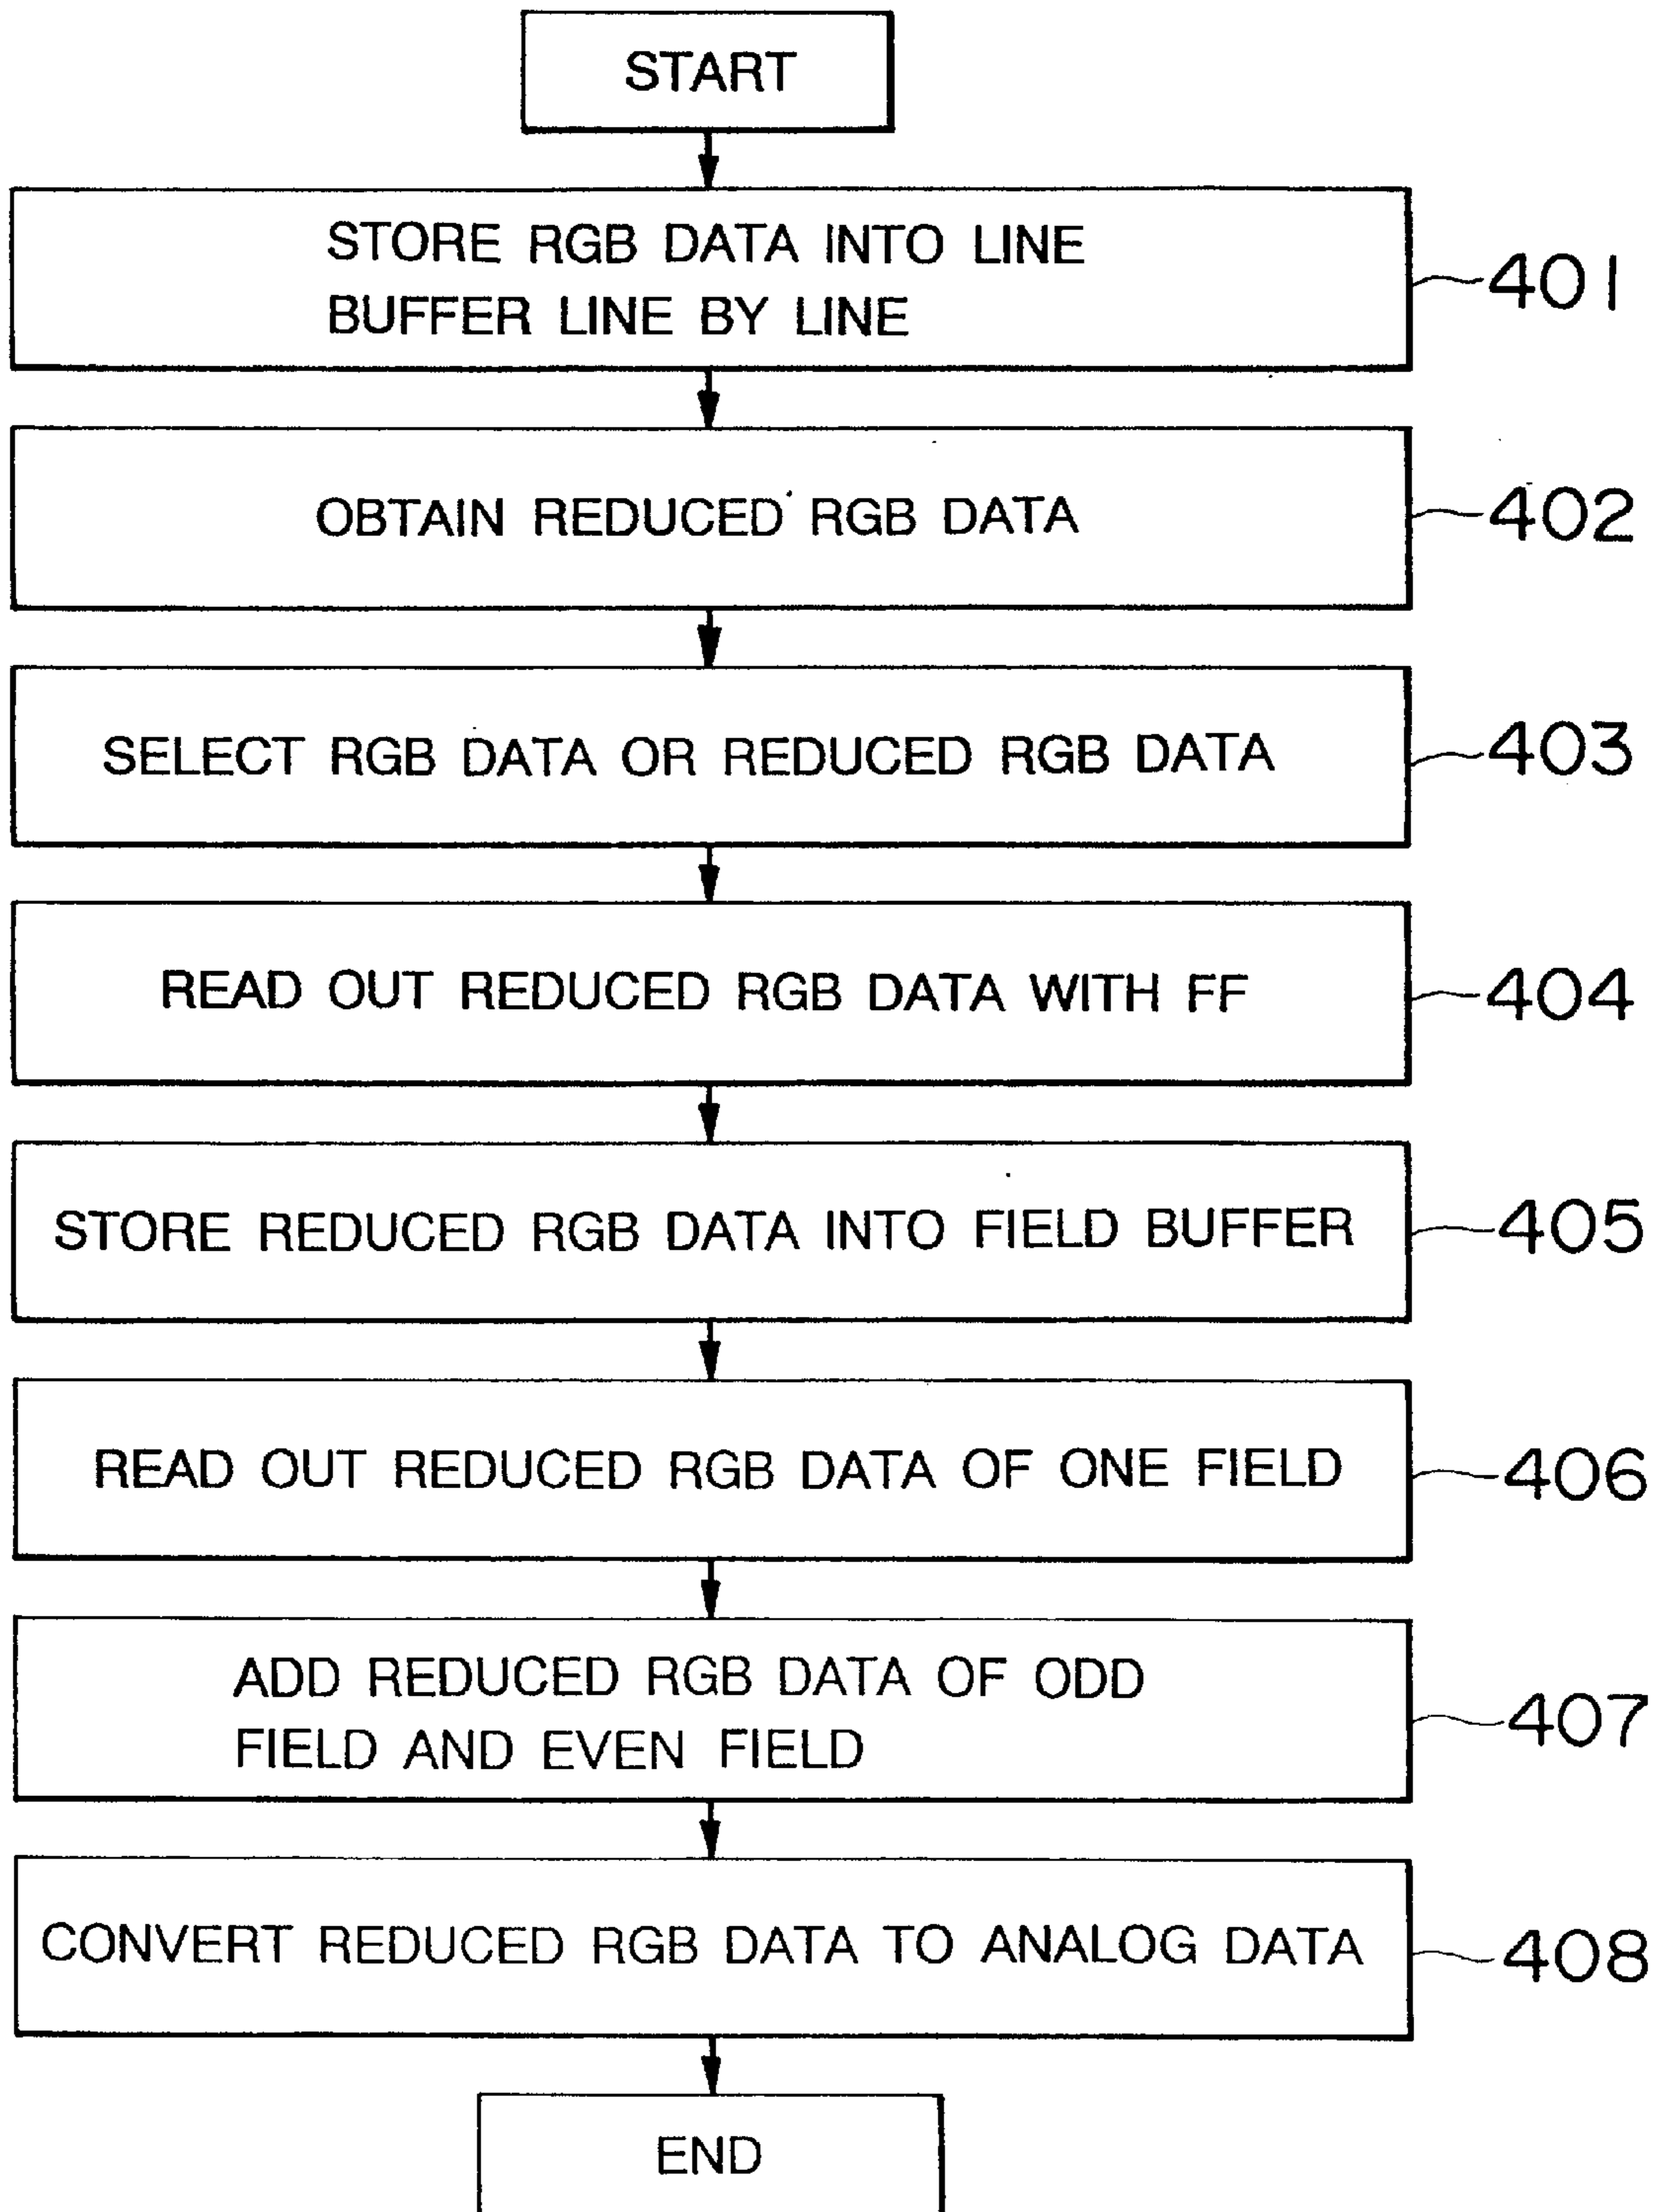 START
STORE RGB DATA INTO LINE
BUFFER LINE BY LINE
401
OBTAIN REDUCED RGB DATA
402
SELECT RGB DATA OR REDUCED RGB DATA
403
READ OUT REDUCED RGB DATA WITH FF
404
STORE REDUCED RGB DATA INTO FIELD BUFFER
405
READ OUT REDUCED RGB DATA OF ONE FIELD
406
ADD REDUCED RGB DATA OF ODD
FIELD AND EVEN FIELD
407
CONVERT REDUCED RGB DATA TO ANALOG DATA
408
END